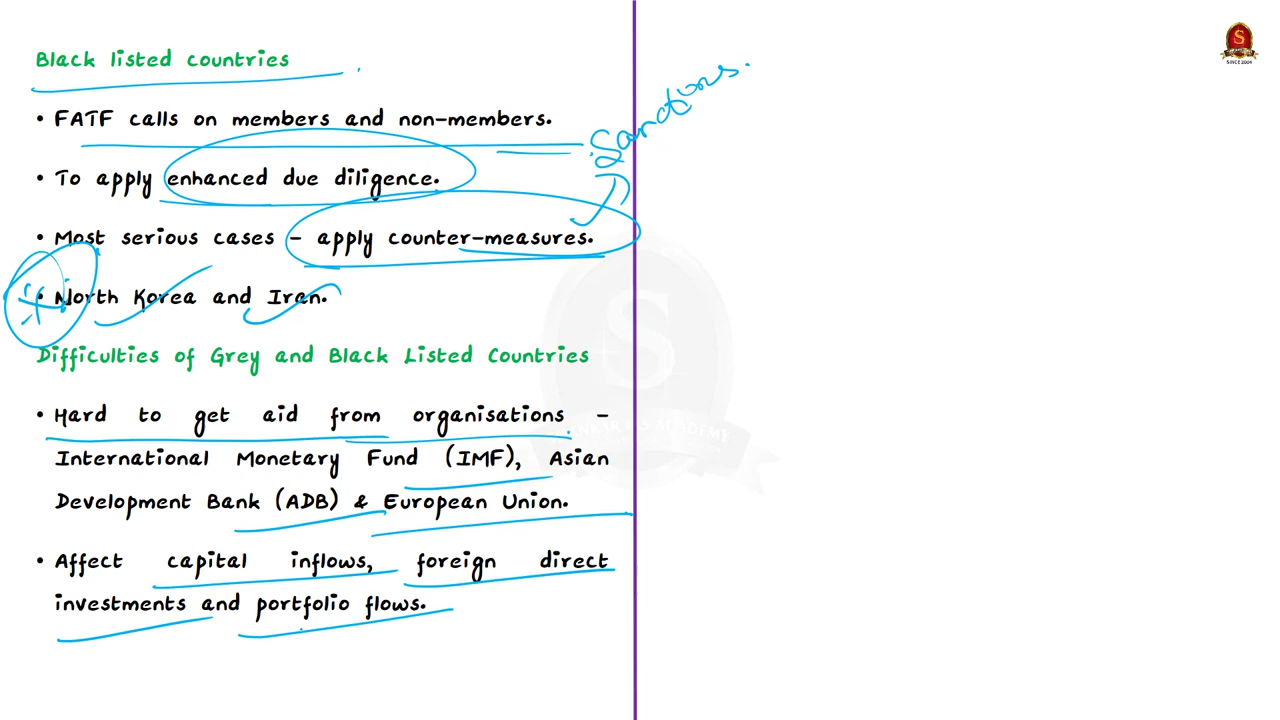 Black listed countries
• FATF calls on members and non-members.
• To apply enhanced due diligence.
• Most serious cases - apply counter-measures.
Sanctions.
• North Korea and Iran.
Difficulties of Grey and Black Listed Countries
• Hard to get aid from organisations -
International Monetary Fund (IMF), Asian
Development Bank (ADB) & European Union.
• Affect capital inflows, foreign direct
investments and portfolio flows.
S
SINCE 2004